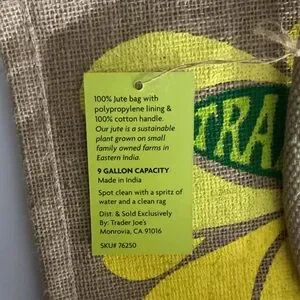 100% Jute bag with
polypropylene lining &
100% cotton handle.
Our jute is a sustainable
plant grown on small
family owned farms in
Eastern India.
9 GALLON CAPACITY
Made in India
Spot clean with a spritz of
water and a clean rag
Dist: & Sold Exclusively
By: Trader Joe's
Monrovia, CA 91016
SKU# 76250
TRA